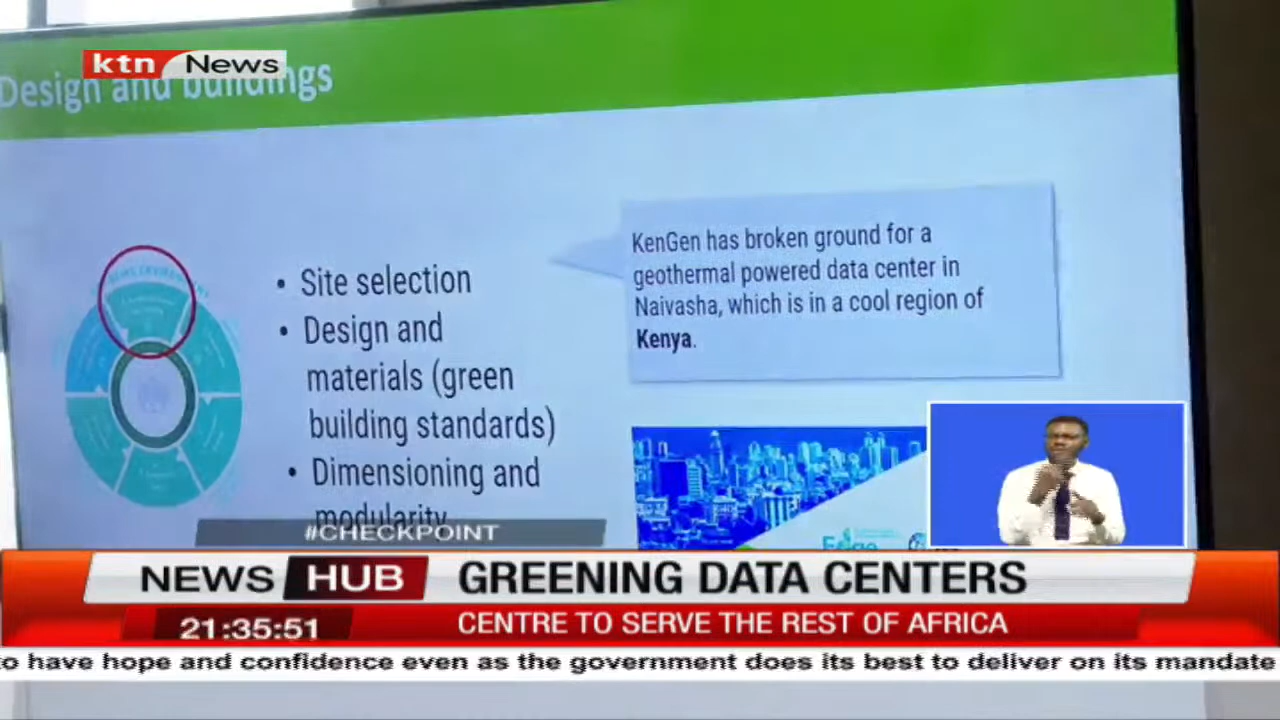 ktn News
Design and buildings
KenGen has broken ground for a
geothermal powered data center in
Naivasha, which is in a cool region of
Kenya.
• Site selection
• Design and
materials (green
building standards)
• Dimensioning and
modularity
#CHECKPOINT
NEWS HUB
GREENING DATA CENTERS
21:35:51
CENTRE TO SERVE THE REST OF AFRICA
to have hope and confidence even as the government does its best to deliver on its mandate